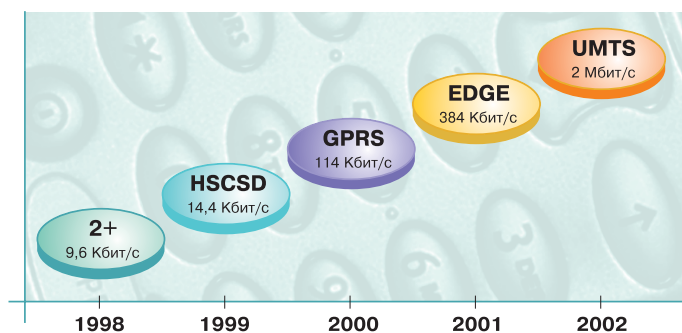 UMTS
2 Мбит/с
EDGE
384 Кбит/с
GPRS
114 Кбит/с
HSCSD
14,4 Кбит/с
2+
9,6 Кбит/с
1998 1999 2000 2001 2002